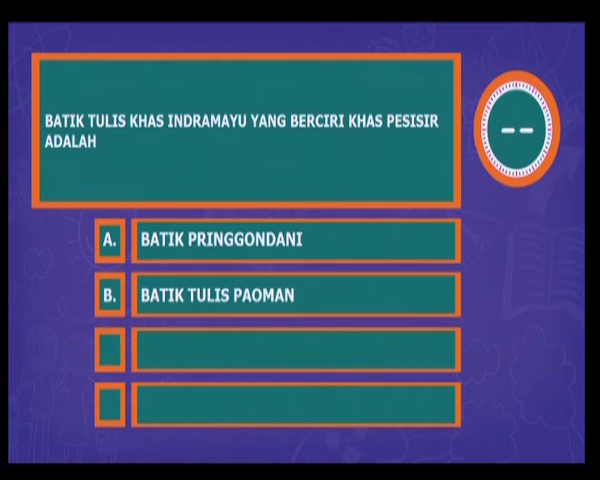 BATIK TULIS KHAS INDRAMAYU YANG BERCIRI KHAS PESISIR
ADALAH
--
A. BATIK PRINGGONDANI
B. BATIK TULIS PAOMAN